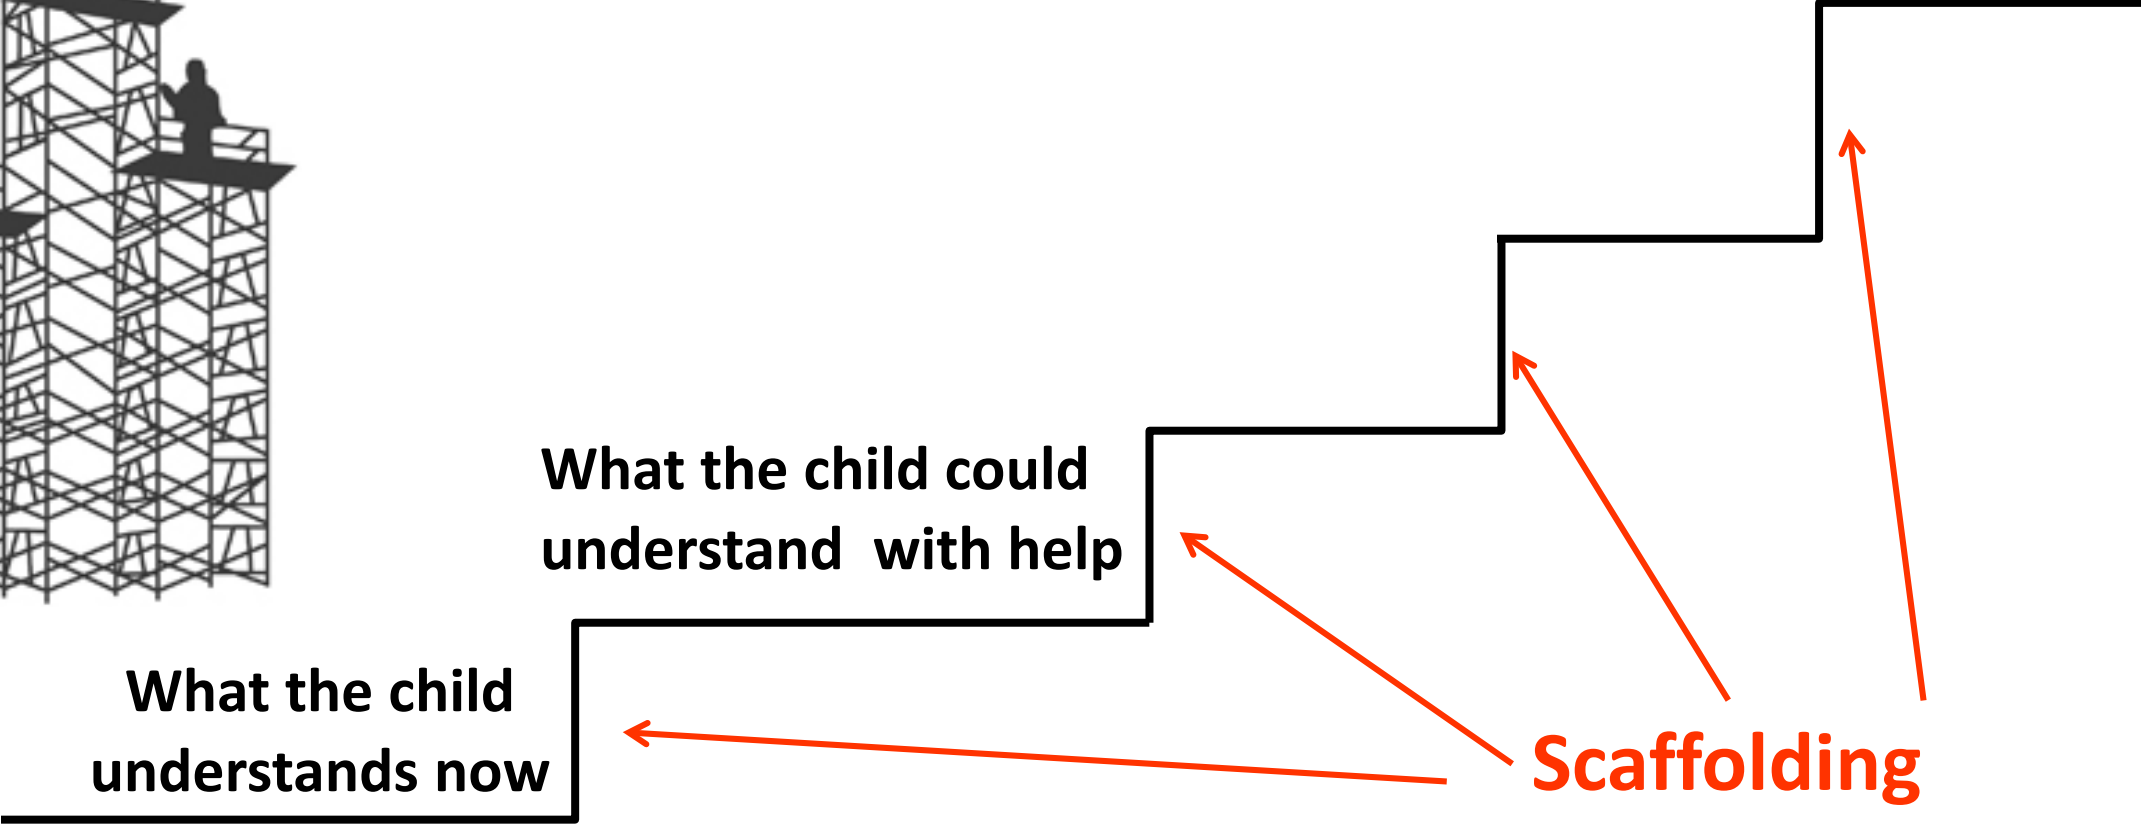 What the child could
understand  with help
What the child
understands now
Scaffolding